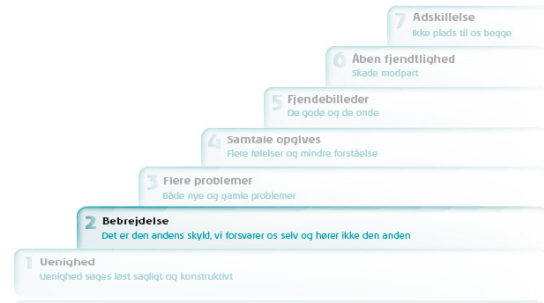 7 Adskillelse
Ikke plads til os begge
6 Åben fjendtlighed
Skade modpart
5 Fjendebilleder
De gode og de onde
4 Samtale opgives
Flere følelser og mindre forståelse
3 Flere problemer
Både nye og gamle problemer
2 Bebrejdelse
Det er den andens skyld, vi forsvarer os selv og hører ikke den anden
1 Uenighed
Uenighed søges løst sagligt og konstruktivt